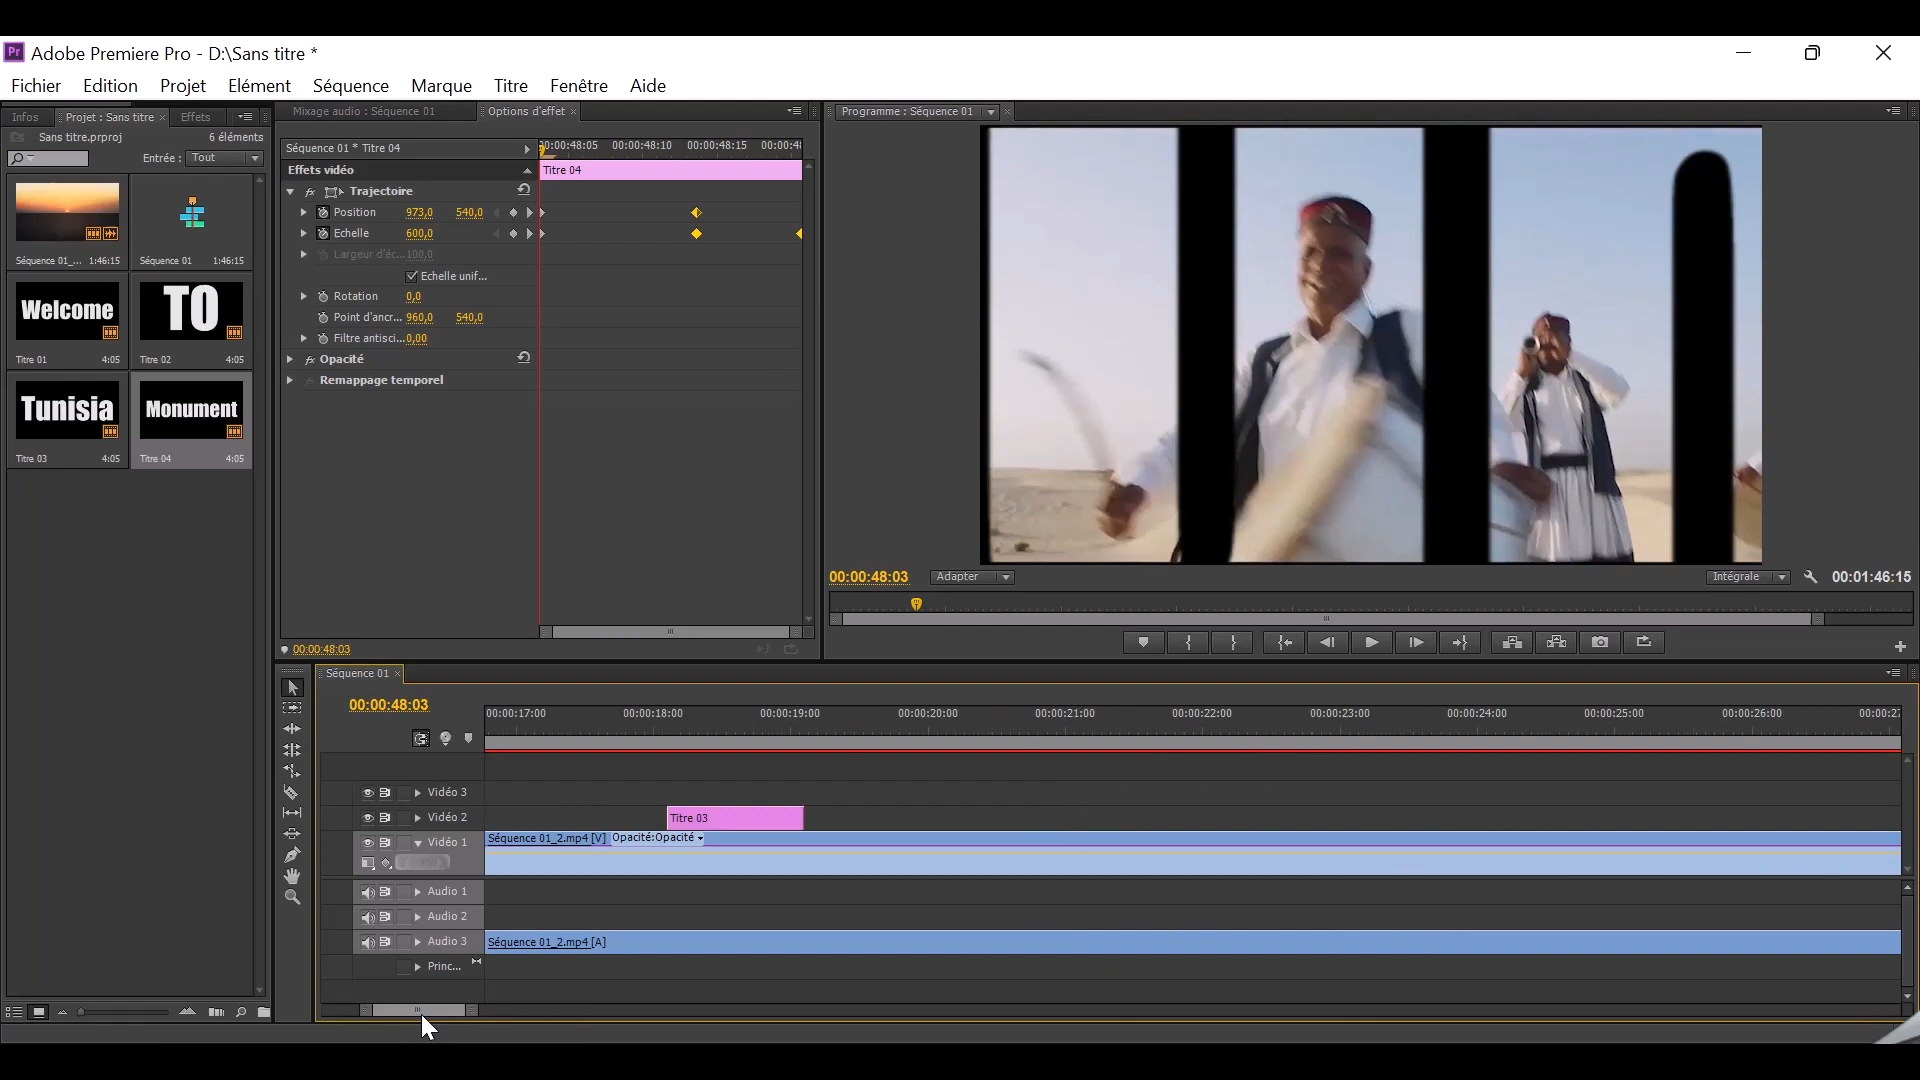 Pr Adobe Premiere Pro - D:\Sans titre *
Fichier Edition Projet Elément Séquence Marque Titre Fenêtre Aide
Infos Projet : Sans titre × Effets
Sans titre.prproj 6 éléments
Entrée : Tout
Séquence 01_... 1:46:15
Séquence 01 1:46:15
Welcome
Titre 01 4:05
TO
Titre 02 4:05
Tunisia
Titre 03 4:05
Monument
Titre 04 4:05
Mixage audio : Séquence 01 Options d'effet ×
Séquence 01 * Titre 04
00:00:48:05 00:00:48:10 00:00:48:15
Effets vidéo
Titre 04
fx Trajectoire
Position 973,0 540,0
Echelle 600,0
Largeur d'éc... 100,0
Echelle unif...
Rotation 0,0
Point d'ancr... 960,0 540,0
Filtre antisci... 0,00
fx Opacité
fx Remappage temporel
00:00:48:03
Programme : Séquence 01 ×
00:00:48:03 Adapter Intégrale 00:01:46:15
Séquence 01 ×
00:00:48:03
00:00:17:00 00:00:18:00 00:00:19:00 00:00:20:00 00:00:21:00 00:00:22:00 00:00:23:00 00:00:24:00 00:00:25:00 00:00:26:00 00:00:27
Vidéo 3
Vidéo 2 Titre 03
Vidéo 1 Séquence 01_2.mp4 [V] Opacité:Opacité
Audio 1
Audio 2
Audio 3 Séquence 01_2.mp4 [A]
Princ...